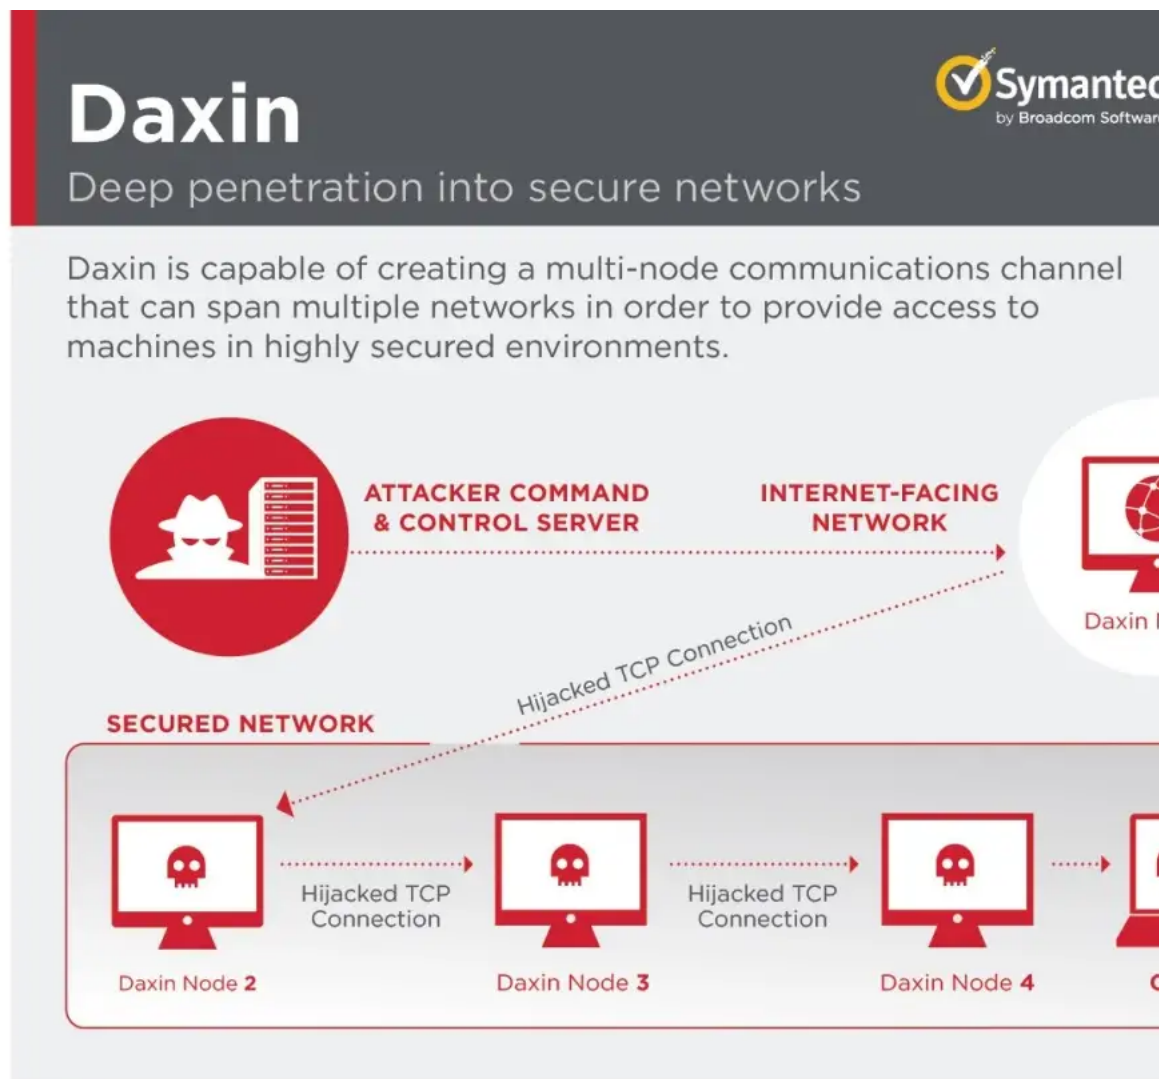 Daxin
Symantec
by Broadcom Software
Deep penetration into secure networks
Daxin is capable of creating a multi-node communications channel
that can span multiple networks in order to provide access to
machines in highly secured environments.
ATTACKER COMMAND
& CONTROL SERVER
INTERNET-FACING
NETWORK
Daxin
Hijacked TCP Connection
SECURED NETWORK
Hijacked TCP
Connection
Hijacked TCP
Connection
Daxin Node 2
Daxin Node 3
Daxin Node 4